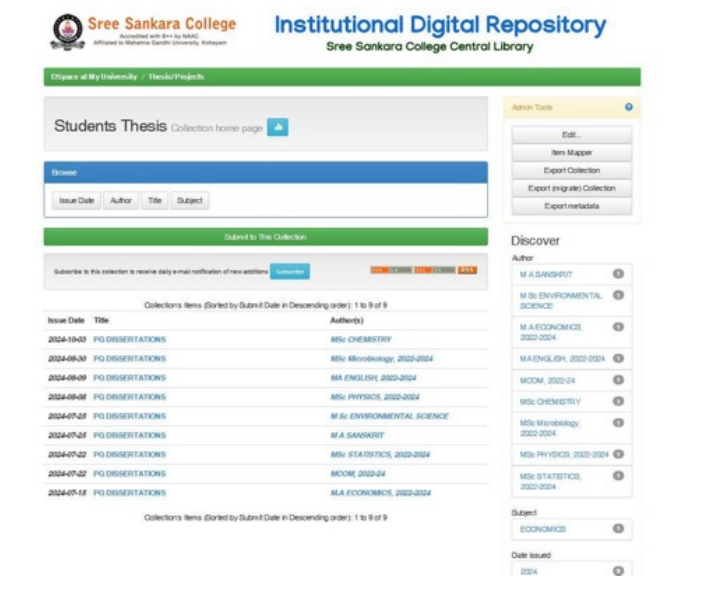 Sree Sankara College
Accredited with B++ by NAAC
Affiliated to Mahatma Gandhi University, Kottayam
Institutional Digital Repository
Sree Sankara College Central Library
DSpace at My University / Thesis/Projects
Students Thesis Collection home page
Browse
Issue Date Author Title Subject
Submit to This Collection
Subscribe to this collection to receive daily e-mail notification of new additions Subscribe
RSS
Collection's Items (Sorted by Submit Date in Descending order): 1 to 9 of 9
Issue Date Title Author(s)
2024-10-03 PG DISSERTATIONS MSc CHEMISTRY
2024-09-30 PG DISSERTATIONS MSc Microbiology, 2022-2024
2024-09-09 PG DISSERTATIONS MA ENGLISH, 2022-2024
2024-08-08 PG DISSERTATIONS MSc PHYSICS, 2022-2024
2024-07-25 PG DISSERTATIONS M Sc ENVIRONMENTAL SCIENCE
2024-07-25 PG DISSERTATIONS M A SANSKRIT
2024-07-22 PG DISSERTATIONS MSc STATISTICS, 2022-2024
2024-07-22 PG DISSERTATIONS MCOM, 2022-24
2024-07-15 PG DISSERTATIONS M.A ECONOMICS, 2022-2024
Collection's Items (Sorted by Submit Date in Descending order): 1 to 9 of 9
Admin Tools
Edit...
Item Mapper
Export Collection
Export (migrate) Collection
Export metadata
Discover
Author
M A SANSKRIT 1
M Sc ENVIRONMENTAL 1
SCIENCE
M.A ECONOMICS, 1
2022-2024
MA ENGLISH, 2022-2024 1
MCOM, 2022-24 1
MSc CHEMISTRY 1
MSc Microbiology, 1
2022-2024
MSc PHYSICS, 2022-2024 1
MSc STATISTICS, 1
2022-2024
Subject
ECONOMICS 1
Date issued
2024 9